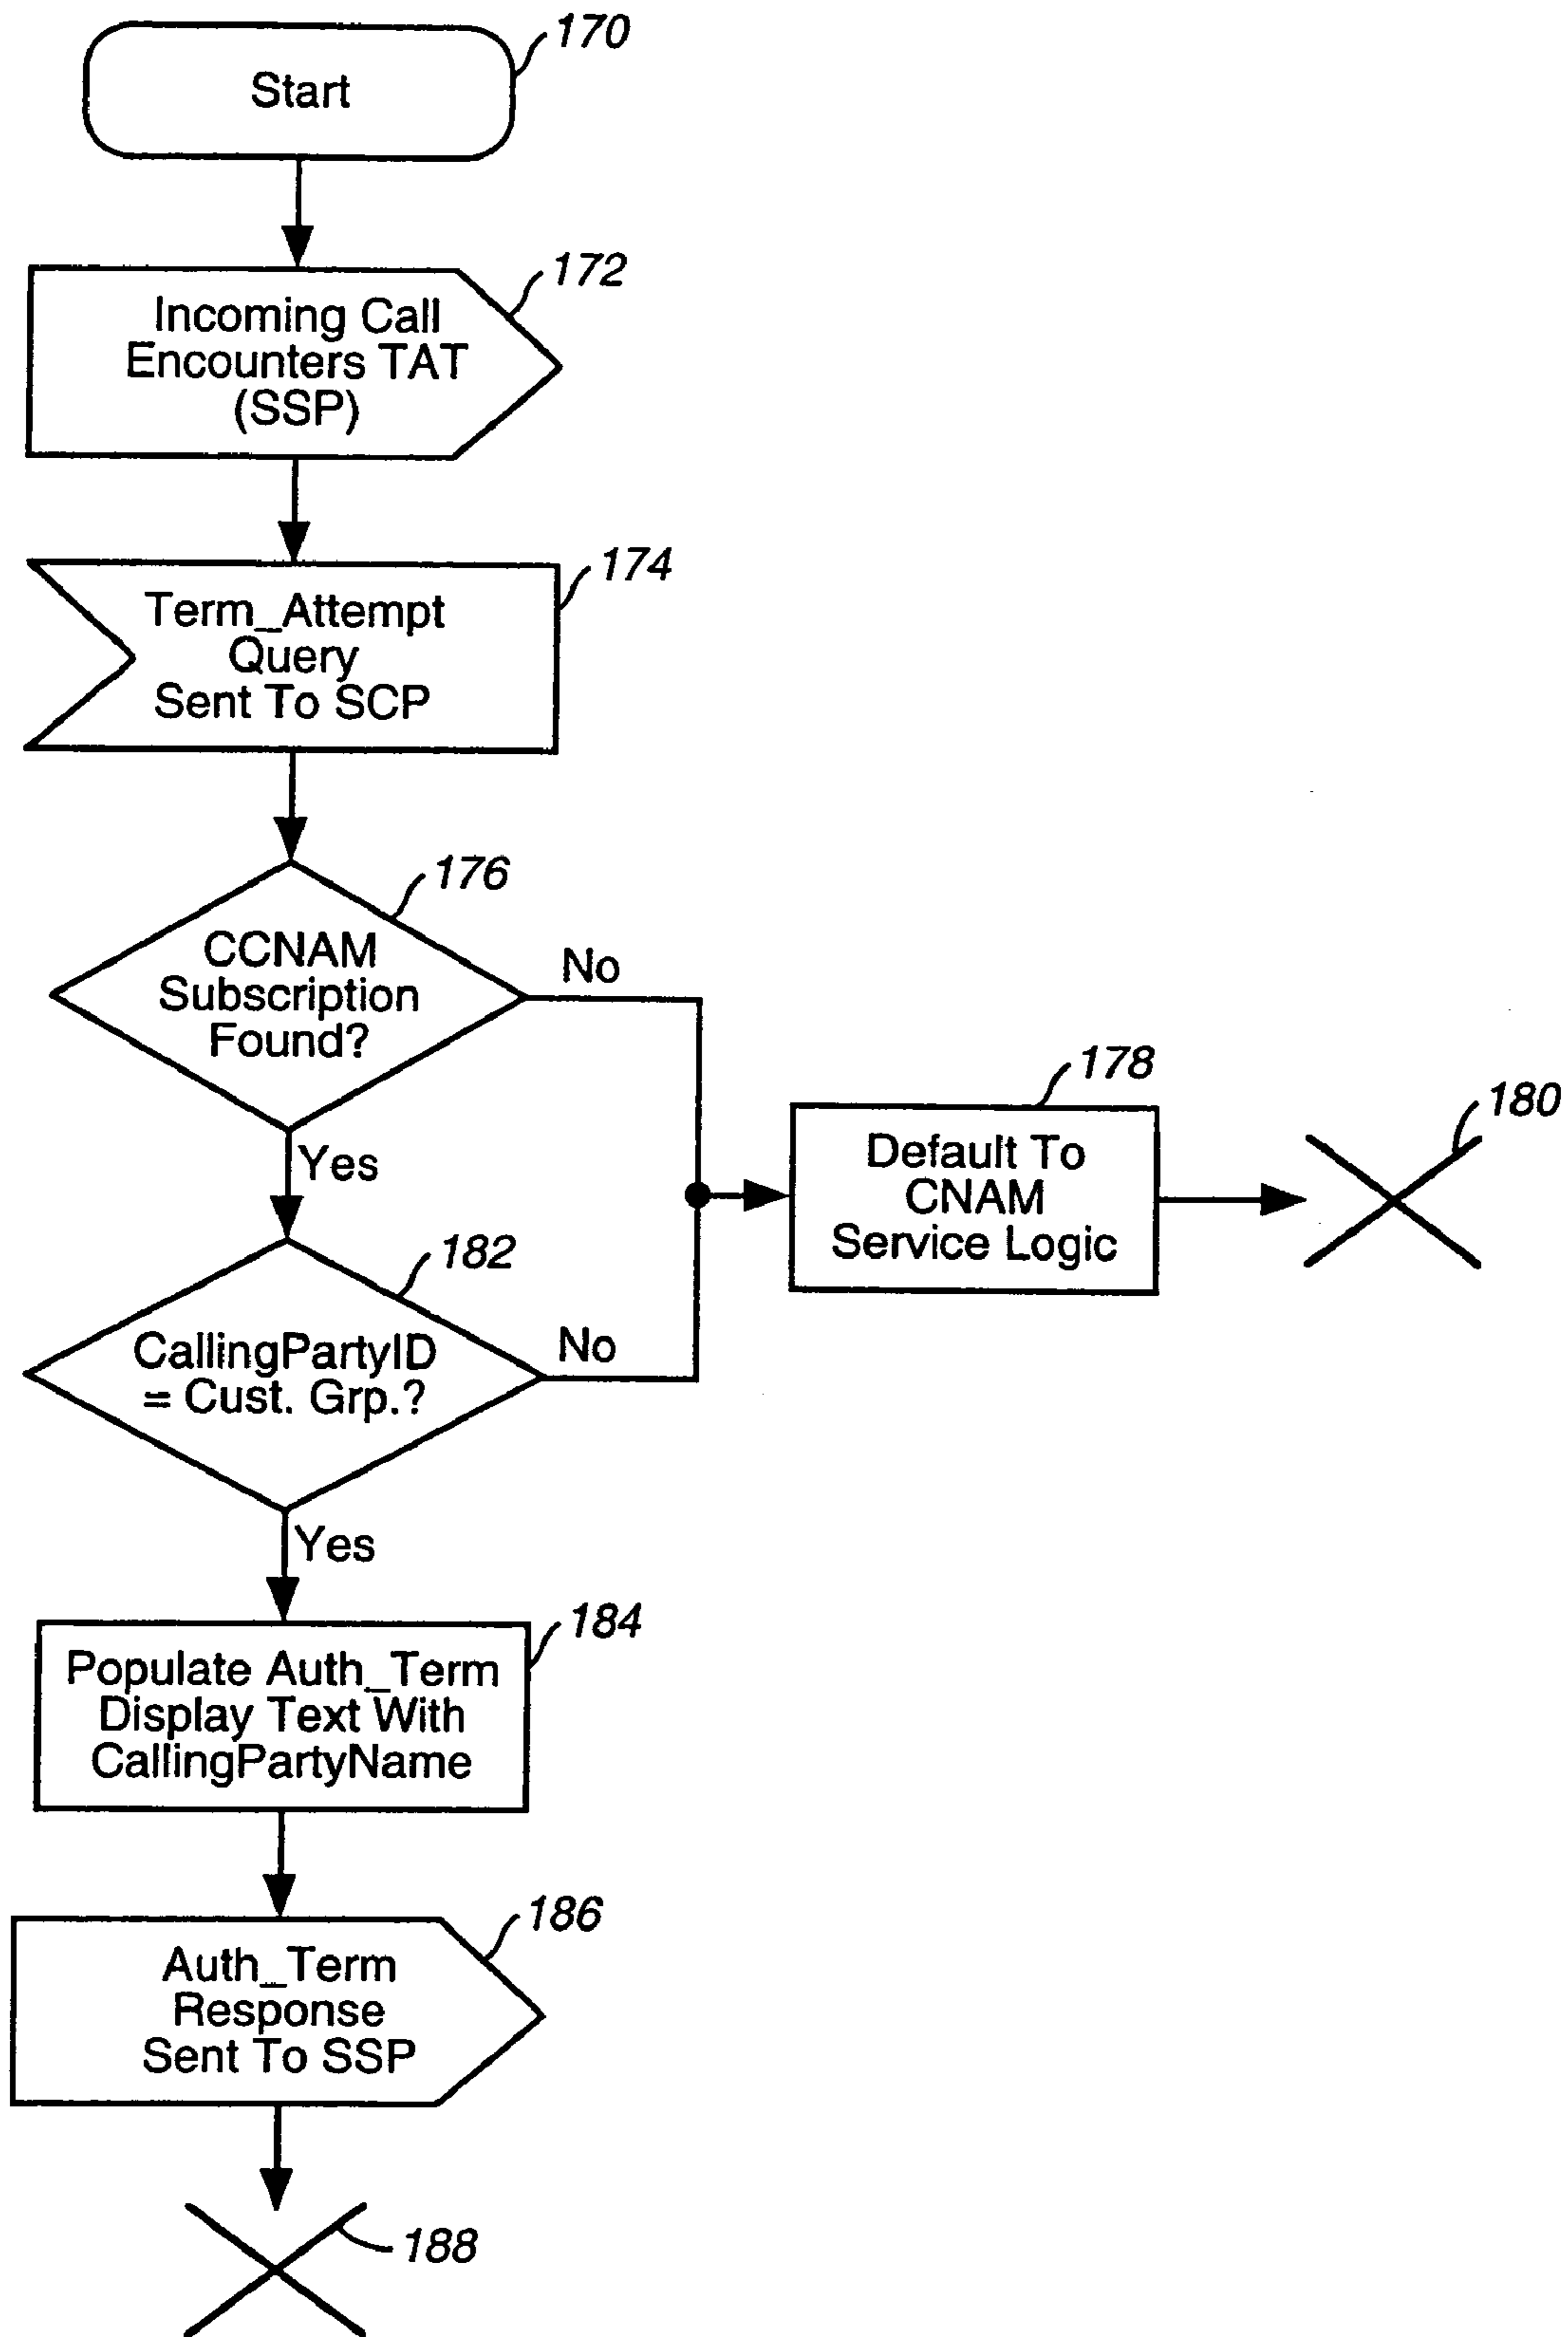 170
Start
172
Incoming Call
Encounters TAT
(SSP)
174
Term_Attempt
Query
Sent To SCP
176
CCNAM
Subscription
Found?
No
Yes
178
Default To
CNAM
Service Logic
180
182
CallingPartyID
= Cust. Grp.?
No
Yes
184
Populate Auth_Term
Display Text With
CallingPartyName
186
Auth_Term
Response
Sent To SSP
188